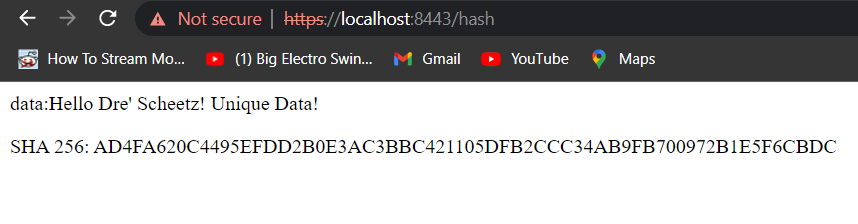 Not secure | https://localhost:8443/hash
How To Stream Mo... (1) Big Electro Swin... Gmail YouTube Maps
data:Hello Dre' Scheetz! Unique Data!
SHA 256: AD4FA620C4495EFDD2B0E3AC3BBC421105DFB2CCC34AB9FB700972B1E5F6CBDC